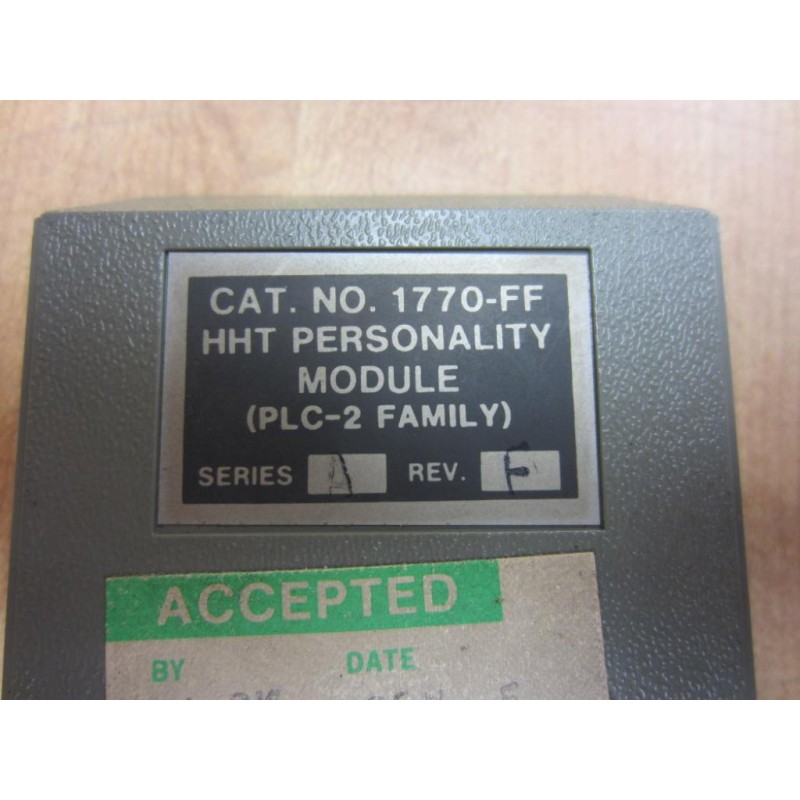 CAT. NO. 1770-FF
HHT PERSONALITY
MODULE
(PLC-2 FAMILY)
SERIES A REV. F
ACCEPTED
BY DATE